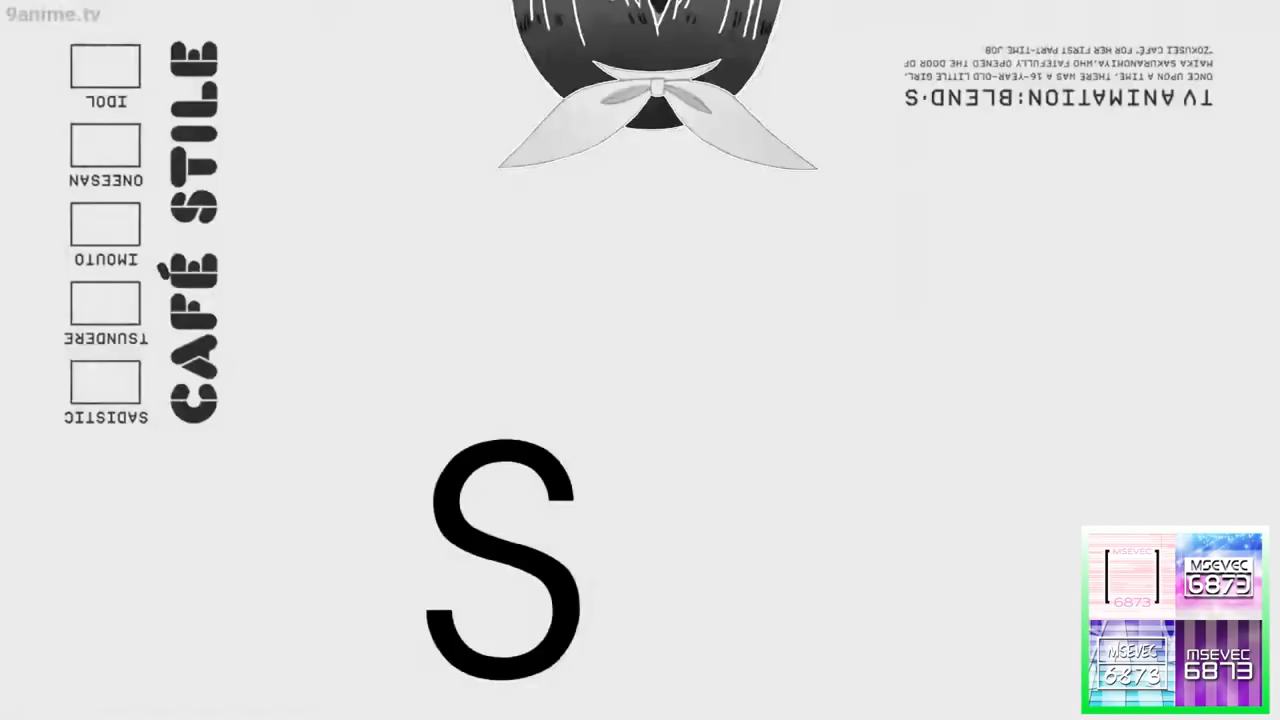 9anime.tv
CAFÉ STILE
IDOL
ONEESAN
IMOUTO
TSUNDERE
SADISTIC
TV ANIMATION:BLEND·S
ONCE UPON A TIME, THERE WAS A 16-YEAR-OLD LITTLE GIRL,
MAIKA SAKURANOMIYA,WHO FATEFULLY OPENED THE DOOR OF
"ZOKUSEI CAFÉ" FOR HER FIRST PART-TIME JOB
S
MSEVEC
6873
MSEVEC
6873
MSEVEC
6873
MSEVEC
6873